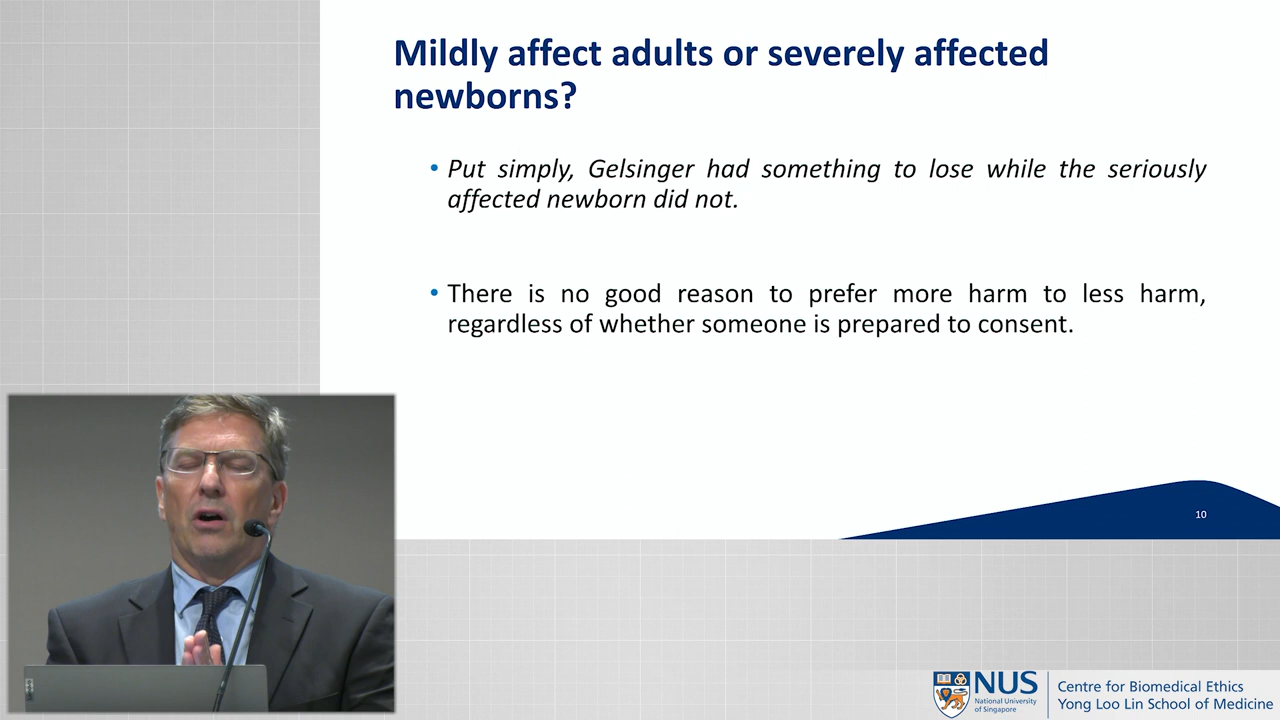 Mildly affect adults or severely affected
newborns?
• Put simply, Gelsinger had something to lose while the seriously
affected newborn did not.
• There is no good reason to prefer more harm to less harm,
regardless of whether someone is prepared to consent.
10
NUS
National University
of Singapore
Centre for Biomedical Ethics
Yong Loo Lin School of Medicine